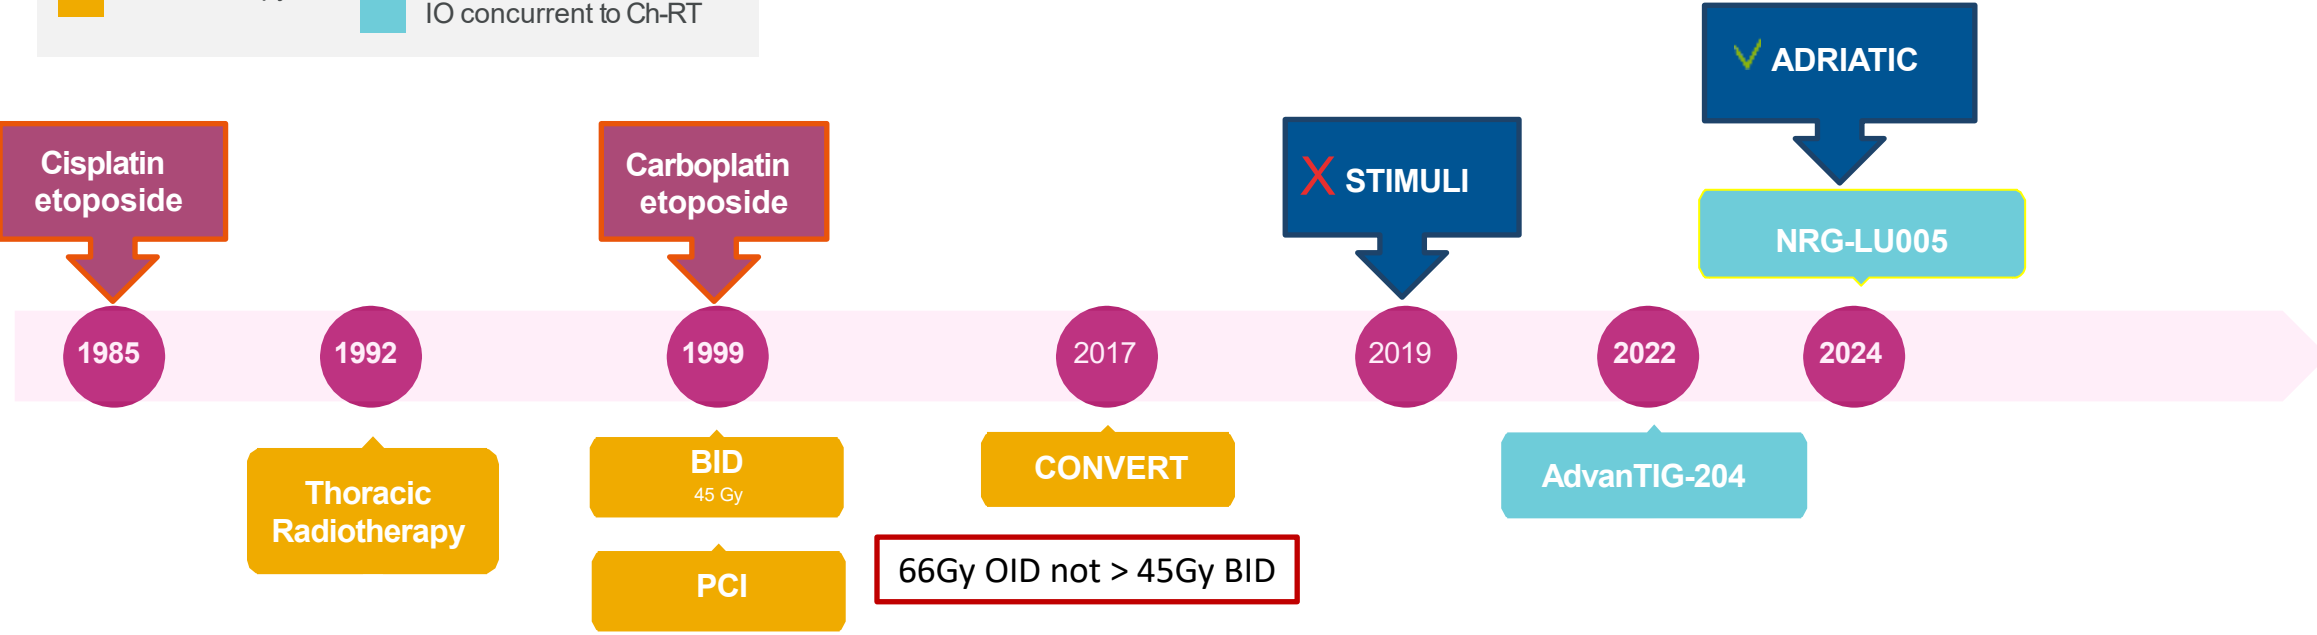 IO concurrent to Ch-RT
ADRIATIC
Cisplatin
etoposide
Carboplatin
etoposide
X STIMULI
NRG-LU005
1985
1992
1999
2017
2019
2022
2024
Thoracic
Radiotherapy
BID
45 Gy
PCI
CONVERT
66Gy OID not > 45Gy BID
AdvanTIG-204